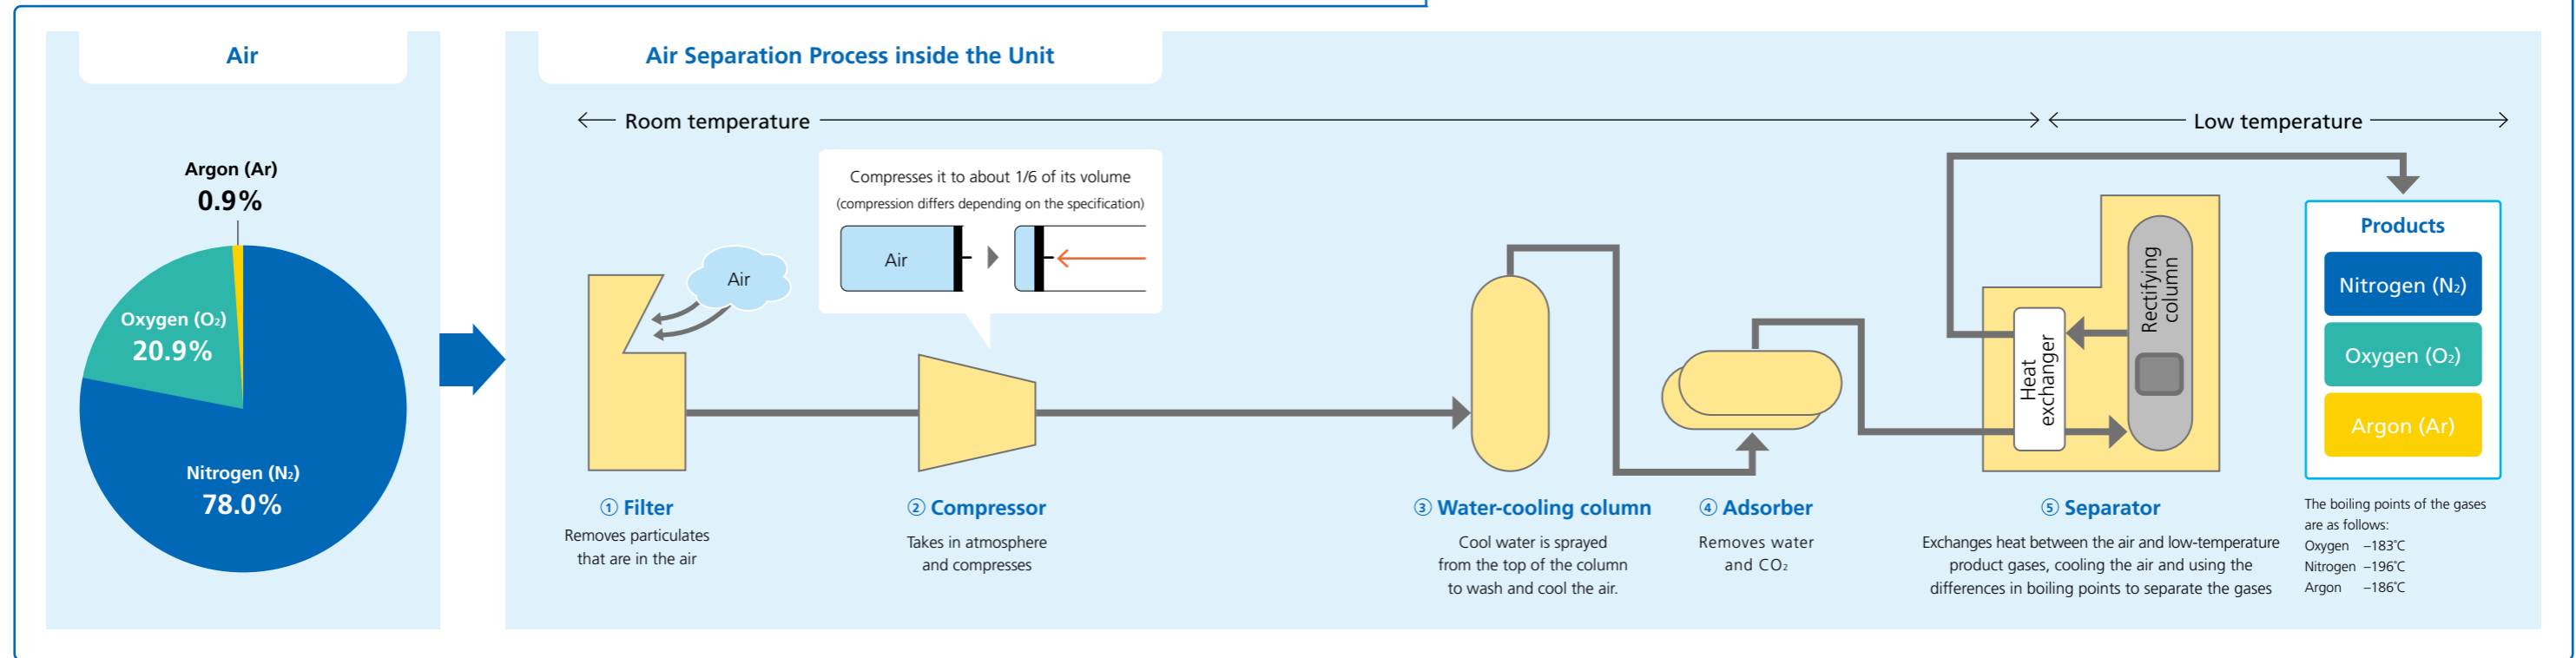 Air
Argon (Ar)
0.9%
Oxygen (O₂)
20.9%
Nitrogen (N₂)
78.0%
Air Separation Process inside the Unit
Room temperature
Low temperature
Compresses it to about 1/6 of its volume
(compression differs depending on the specification)
Air
Air
① Filter
Removes particulates
that are in the air
② Compressor
Takes in atmosphere
and compresses
③ Water-cooling column
Cool water is sprayed
from the top of the column
to wash and cool the air.
④ Adsorber
Removes water
and CO₂
Heat
exchanger
Rectifying
column
⑤ Separator
Exchanges heat between the air and low-temperature
product gases, cooling the air and using the
differences in boiling points to separate the gases
Products
Nitrogen (N₂)
Oxygen (O₂)
Argon (Ar)
The boiling points of the gases
are as follows:
Oxygen –183℃
Nitrogen –196℃
Argon –186℃